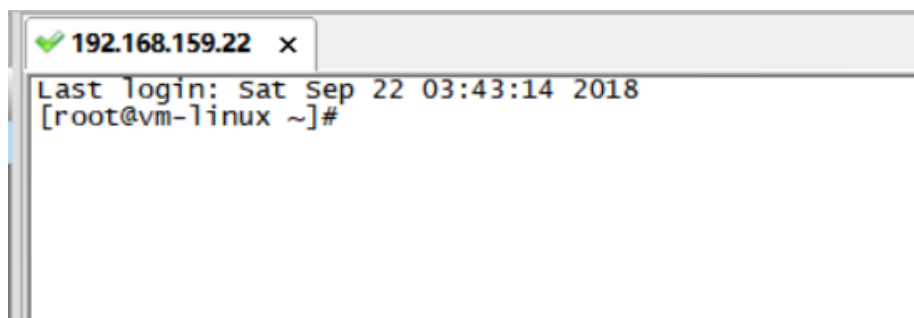 192.168.159.22 ×
Last login: Sat Sep 22 03:43:14 2018
[root@vm-linux ~]#